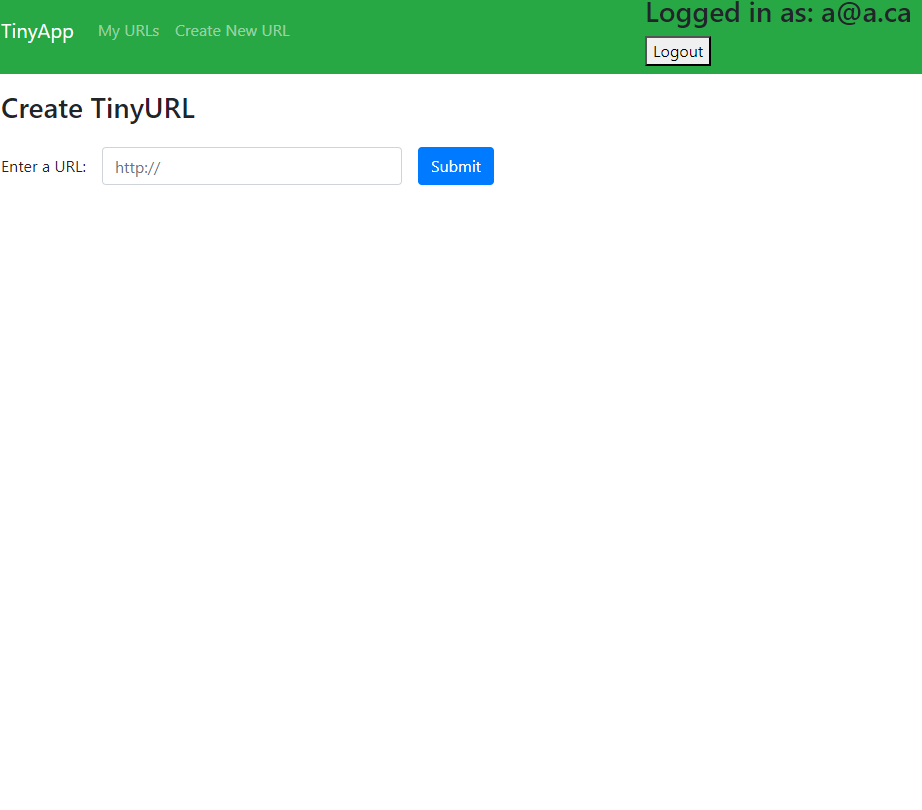 TinyApp My URLs Create New URL
Logged in as: a@a.ca
Logout
Create TinyURL
Enter a URL: http:// Submit